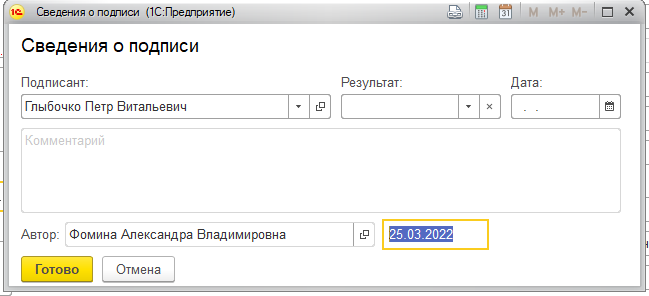 Сведения о подписи (1С:Предприятие)
31 M M+ M−
Сведения о подписи
Подписант: Результат: Дата:
Глыбочко Петр Витальевич . .
Комментарий
Автор: Фомина Александра Владимировна 25.03.2022
Готово Отмена